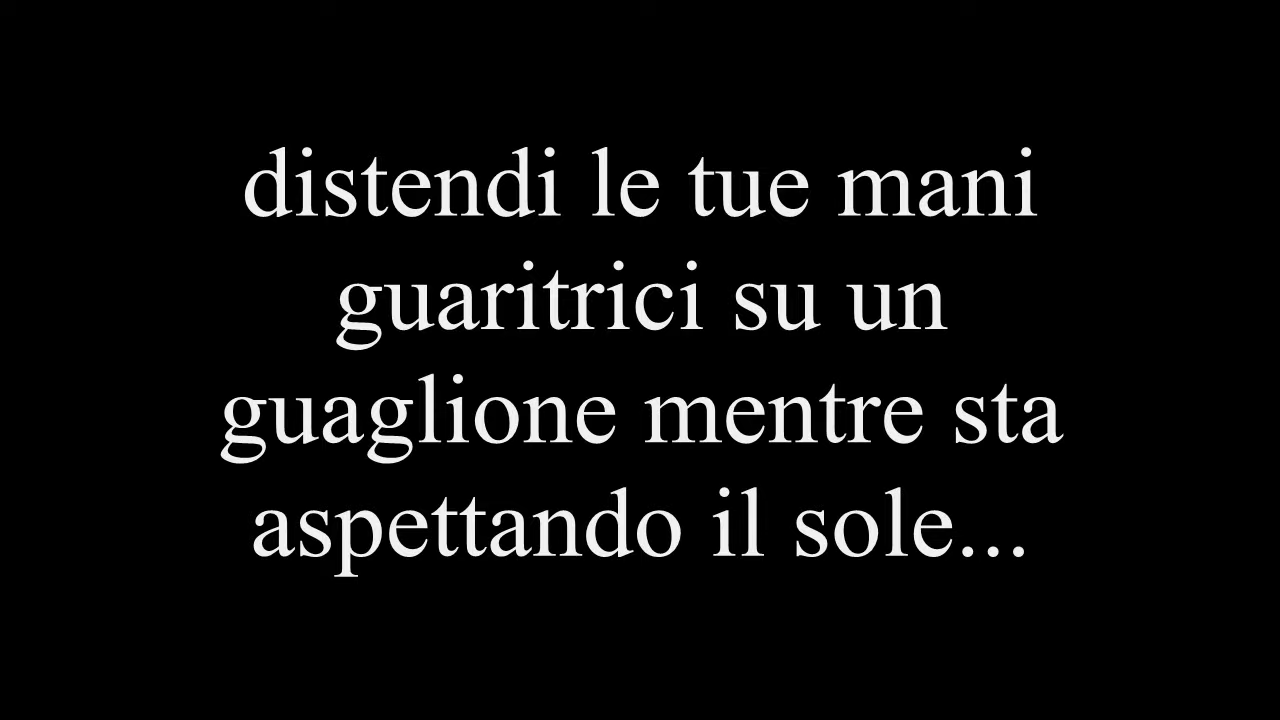 distendi le tue mani
guaritrici su un
guaglione mentre sta
aspettando il sole...